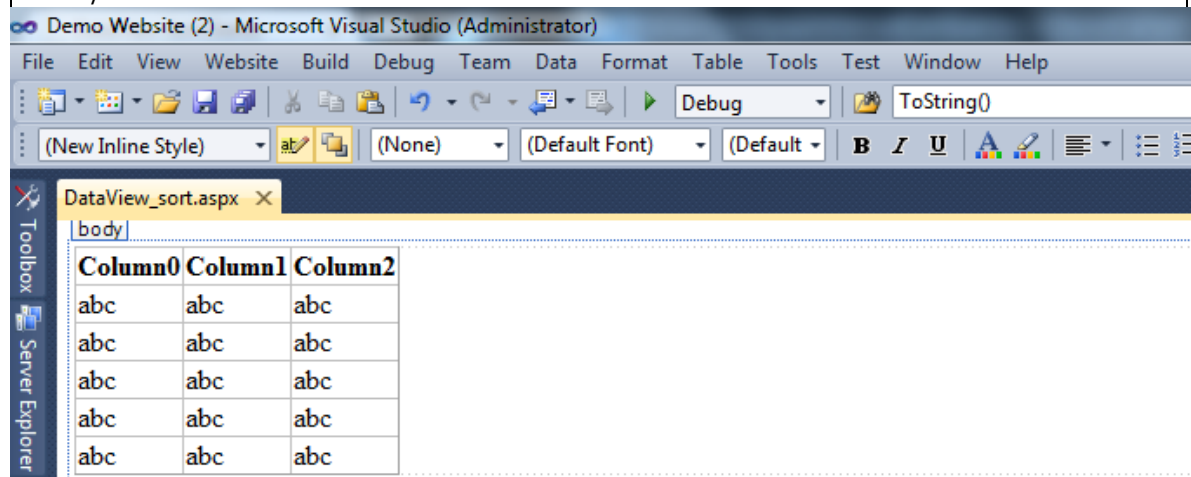 Demo Website (2) - Microsoft Visual Studio (Administrator)
File Edit View Website Build Debug Team Data Format Table Tools Test Window Help
Debug ToString()
(New Inline Style) (None) (Default Font) (Default B I U A
DataView_sort.aspx
Toolbox
Server Explorer
body
Column0 Column1 Column2
abc abc abc
abc abc abc
abc abc abc
abc abc abc
abc abc abc